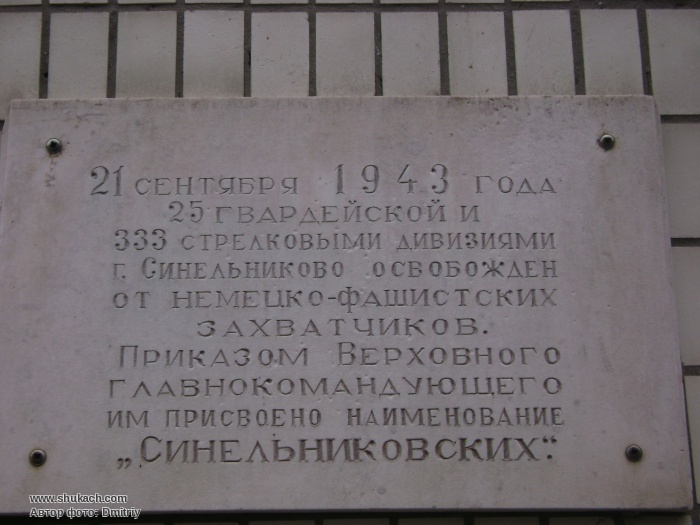 21 СЕНТЯБРЯ 1943 ГОДА
25 ГВАРДЕЙСКОЙ И
333 СТРЕЛКОВЫМИ ДИВИЗИЯМИ
Г. СИНЕЛЬНИКОВО ОСВОБОЖДЕН
ОТ НЕМЕЦКО-ФАШИСТСКИХ
ЗАХВАТЧИКОВ.
ПРИКАЗОМ ВЕРХОВНОГО
ГЛАВНОКОМАНДУЮЩЕГО
ИМ ПРИСВОЕНО НАИМЕНОВАНИЕ
„СИНЕЛЬНИКОВСКИХ“.
www.shukach.com
Автор фото: Dmitriy